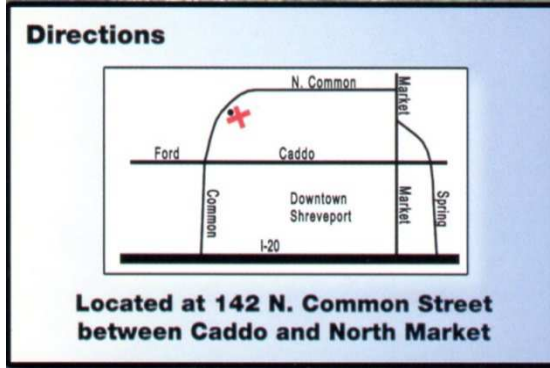 Directions
N. Common
Market
Ford
Caddo
Common
Downtown
Shreveport
Market
Spring
I-20
Located at 142 N. Common Street
between Caddo and North Market